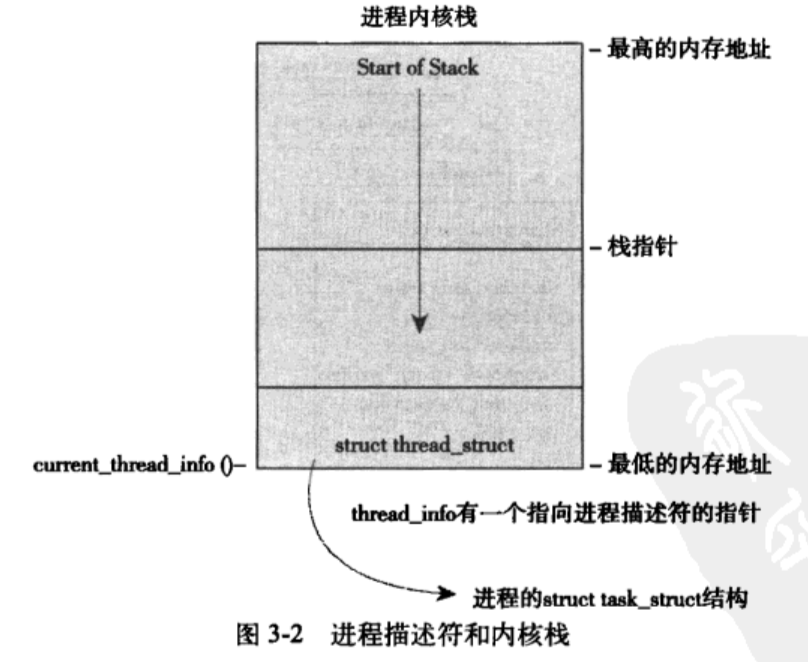 进程内核栈
最高的内存地址
Start of Stack
栈指针
struct thread_struct
current_thread_info ()
最低的内存地址
thread_info有一个指向进程描述符的指针
进程的struct task_struct结构
图 3-2 进程描述符和内核栈